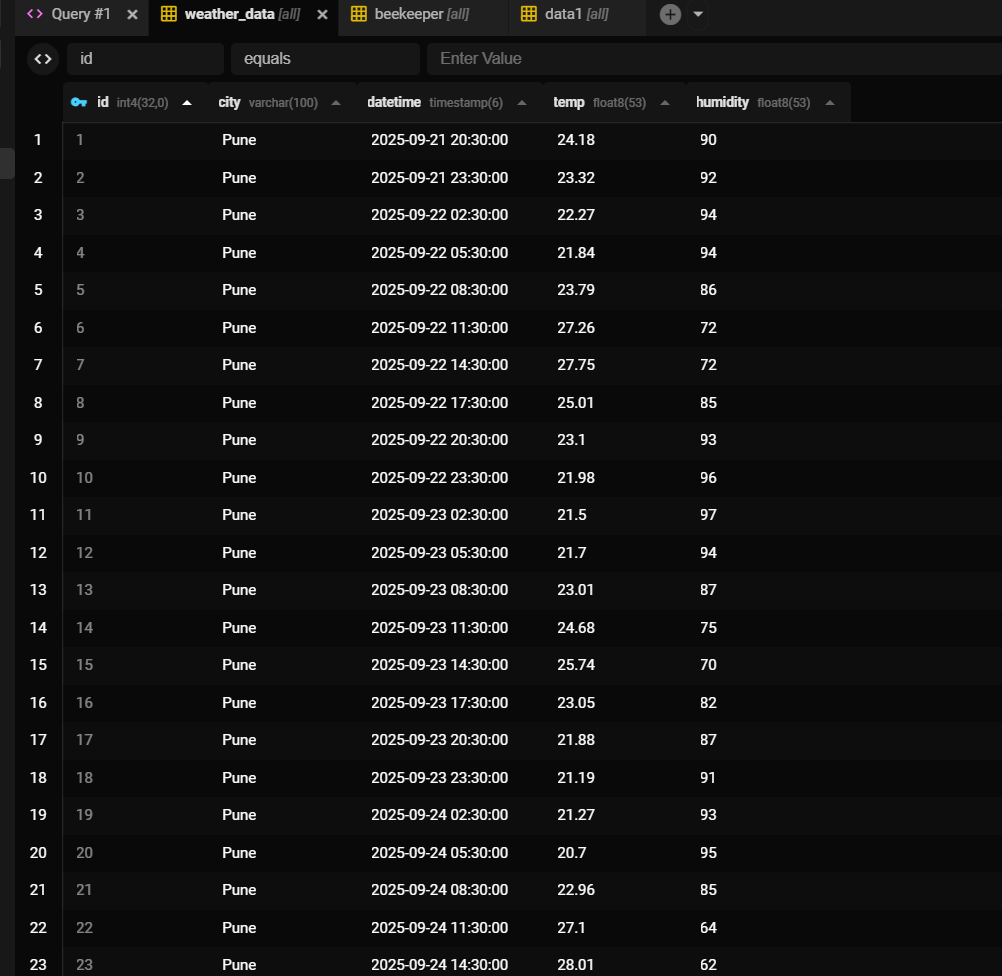 Query #1 weather_data [all] beekeeper [all] data1 [all]
id equals Enter Value
id int4(32,0) city varchar(100) datetime timestamp(6) temp float8(53) humidity float8(53)
1 1 Pune 2025-09-21 20:30:00 24.18 90
2 2 Pune 2025-09-21 23:30:00 23.32 92
3 3 Pune 2025-09-22 02:30:00 22.27 94
4 4 Pune 2025-09-22 05:30:00 21.84 94
5 5 Pune 2025-09-22 08:30:00 23.79 86
6 6 Pune 2025-09-22 11:30:00 27.26 72
7 7 Pune 2025-09-22 14:30:00 27.75 72
8 8 Pune 2025-09-22 17:30:00 25.01 85
9 9 Pune 2025-09-22 20:30:00 23.1 93
10 10 Pune 2025-09-22 23:30:00 21.98 96
11 11 Pune 2025-09-23 02:30:00 21.5 97
12 12 Pune 2025-09-23 05:30:00 21.7 94
13 13 Pune 2025-09-23 08:30:00 23.01 87
14 14 Pune 2025-09-23 11:30:00 24.68 75
15 15 Pune 2025-09-23 14:30:00 25.74 70
16 16 Pune 2025-09-23 17:30:00 23.05 82
17 17 Pune 2025-09-23 20:30:00 21.88 87
18 18 Pune 2025-09-23 23:30:00 21.19 91
19 19 Pune 2025-09-24 02:30:00 21.27 93
20 20 Pune 2025-09-24 05:30:00 20.7 95
21 21 Pune 2025-09-24 08:30:00 22.96 85
22 22 Pune 2025-09-24 11:30:00 27.1 64
23 23 Pune 2025-09-24 14:30:00 28.01 62